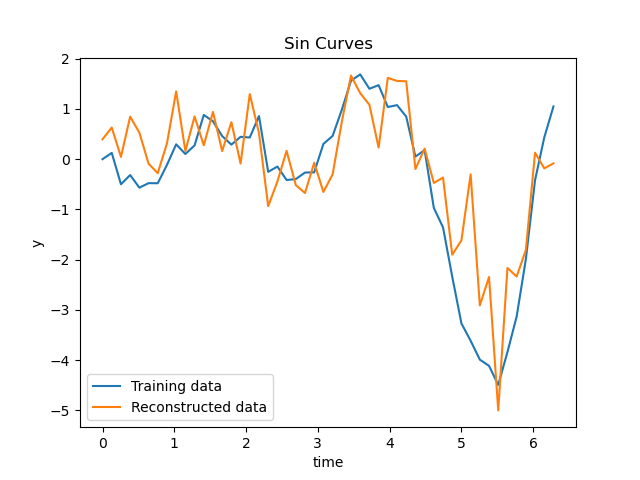 Sin Curves
2
1
0
−1
−2
−3
−4
−5
y
Training data
Reconstructed data
0 1 2 3 4 5 6
time